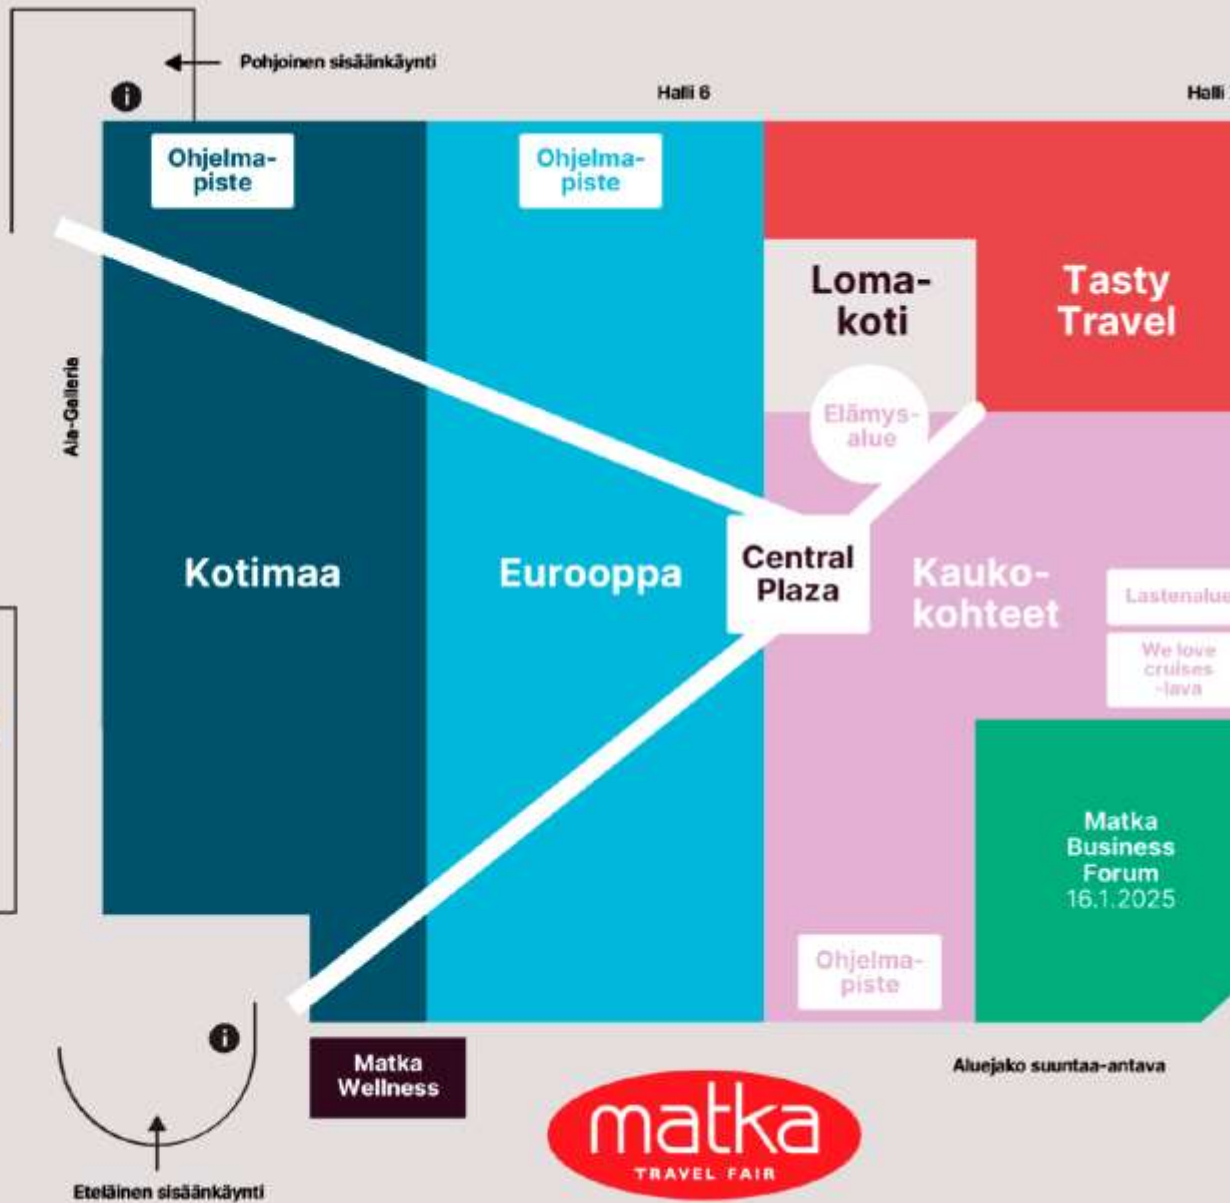 Pohjoinen sisäänkäynti
Halli 6
Halli
Ohjelma-
piste
Ohjelma-
piste
Loma-
koti
Tasty
Travel
Ala-Galleria
Elämys-
alue
Kotimaa
Eurooppa
Central
Plaza
Kauko-
kohteet
Lastenalue
We love
cruises
-lava
Matka
Business
Forum
16.1.2025
Ohjelma-
piste
Matka
Wellness
Aluejako suuntaa-antava
matka
TRAVEL FAIR
Eteläinen sisäänkäynti